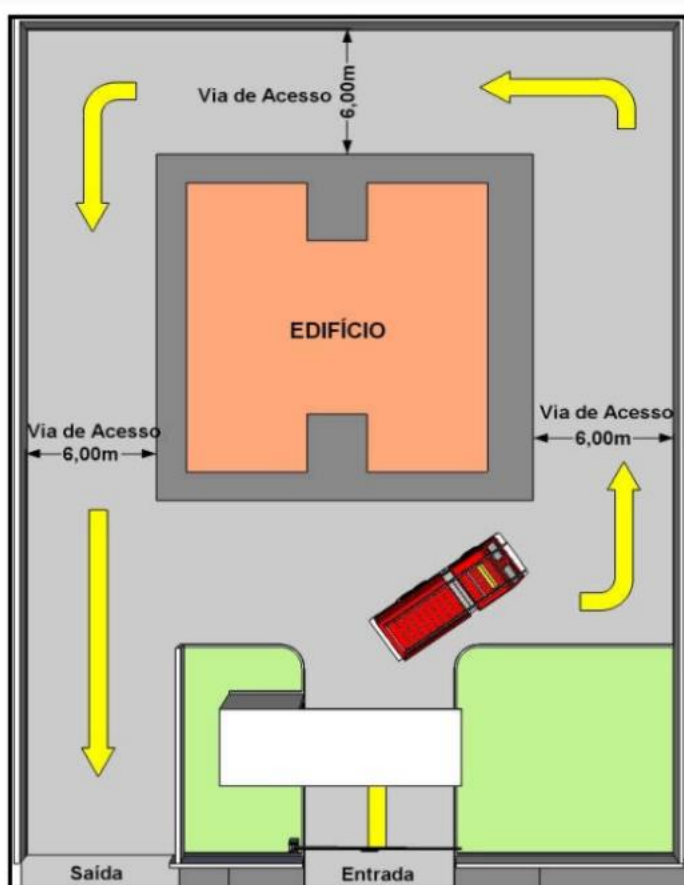 Via de Acesso
6,00m
EDIFÍCIO
Via de Acesso
6,00m
Via de Acesso
6,00m
Saída
Entrada